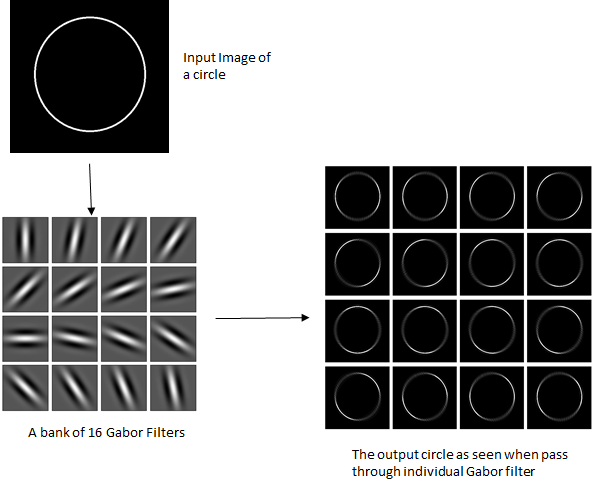 Input Image of
a circle
A bank of 16 Gabor Filters
The output circle as seen when pass
through individual Gabor filter